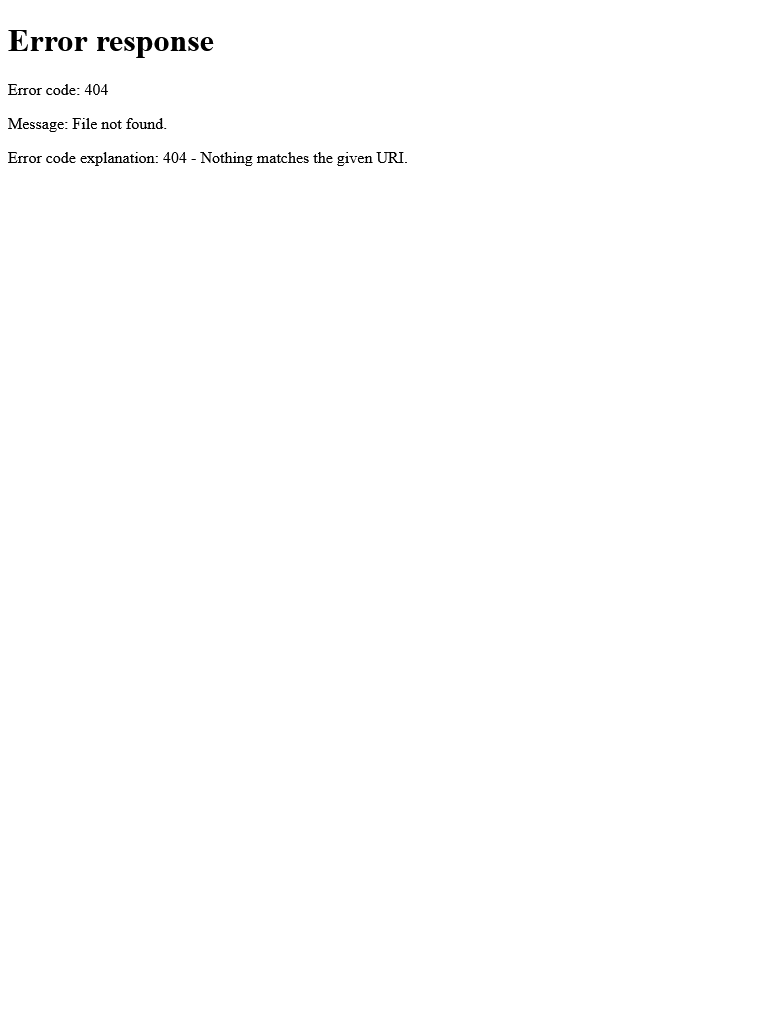 Error response
Error code: 404
Message: File not found.
Error code explanation: 404 - Nothing matches the given URI.